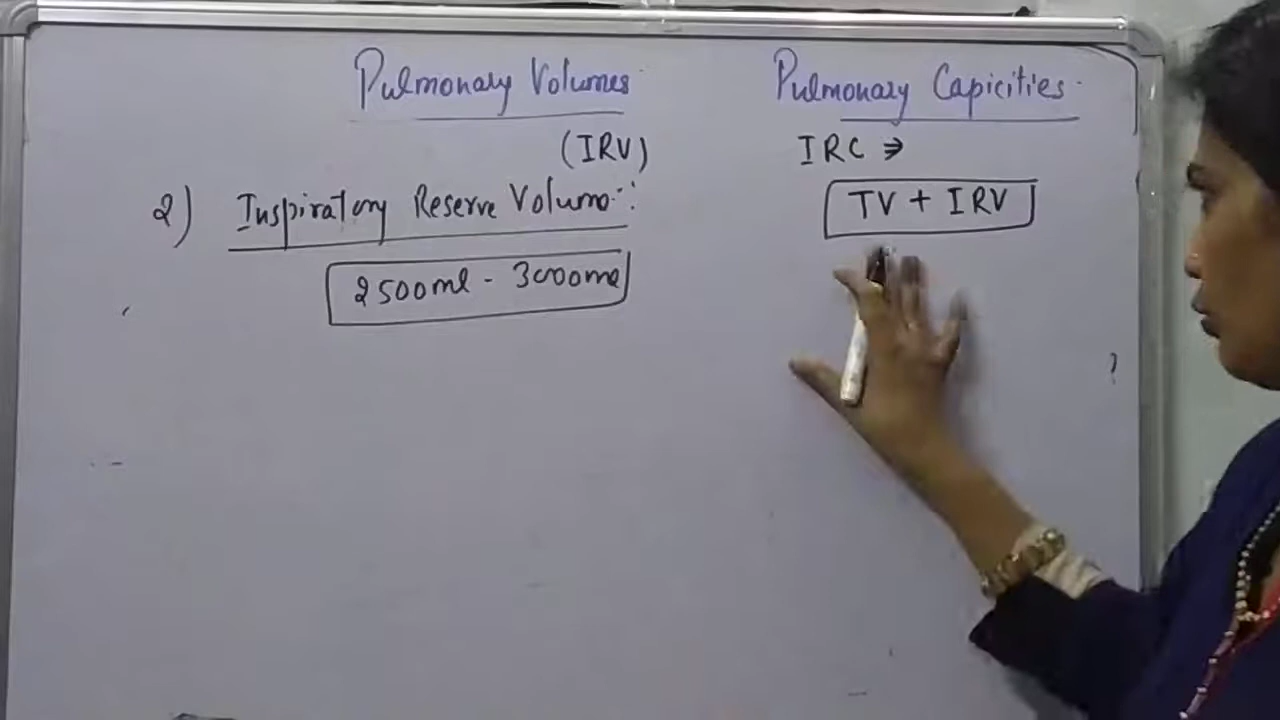 Pulmonary Volumes
(IRV)
2) Inspiratory Reserve Volume:
2500ml - 3000ml
Pulmonary Capicities
IRC ⇒
TV + IRV